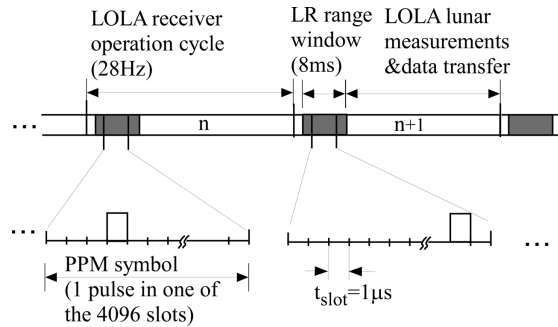 LOLA receiver
operation cycle
(28Hz)
LR range
window
(8ms)
LOLA lunar
measurements
&data transfer
...
n
n+1
...
PPM symbol
(1 pulse in one of
the 4096 slots)
tslot=1μs
...